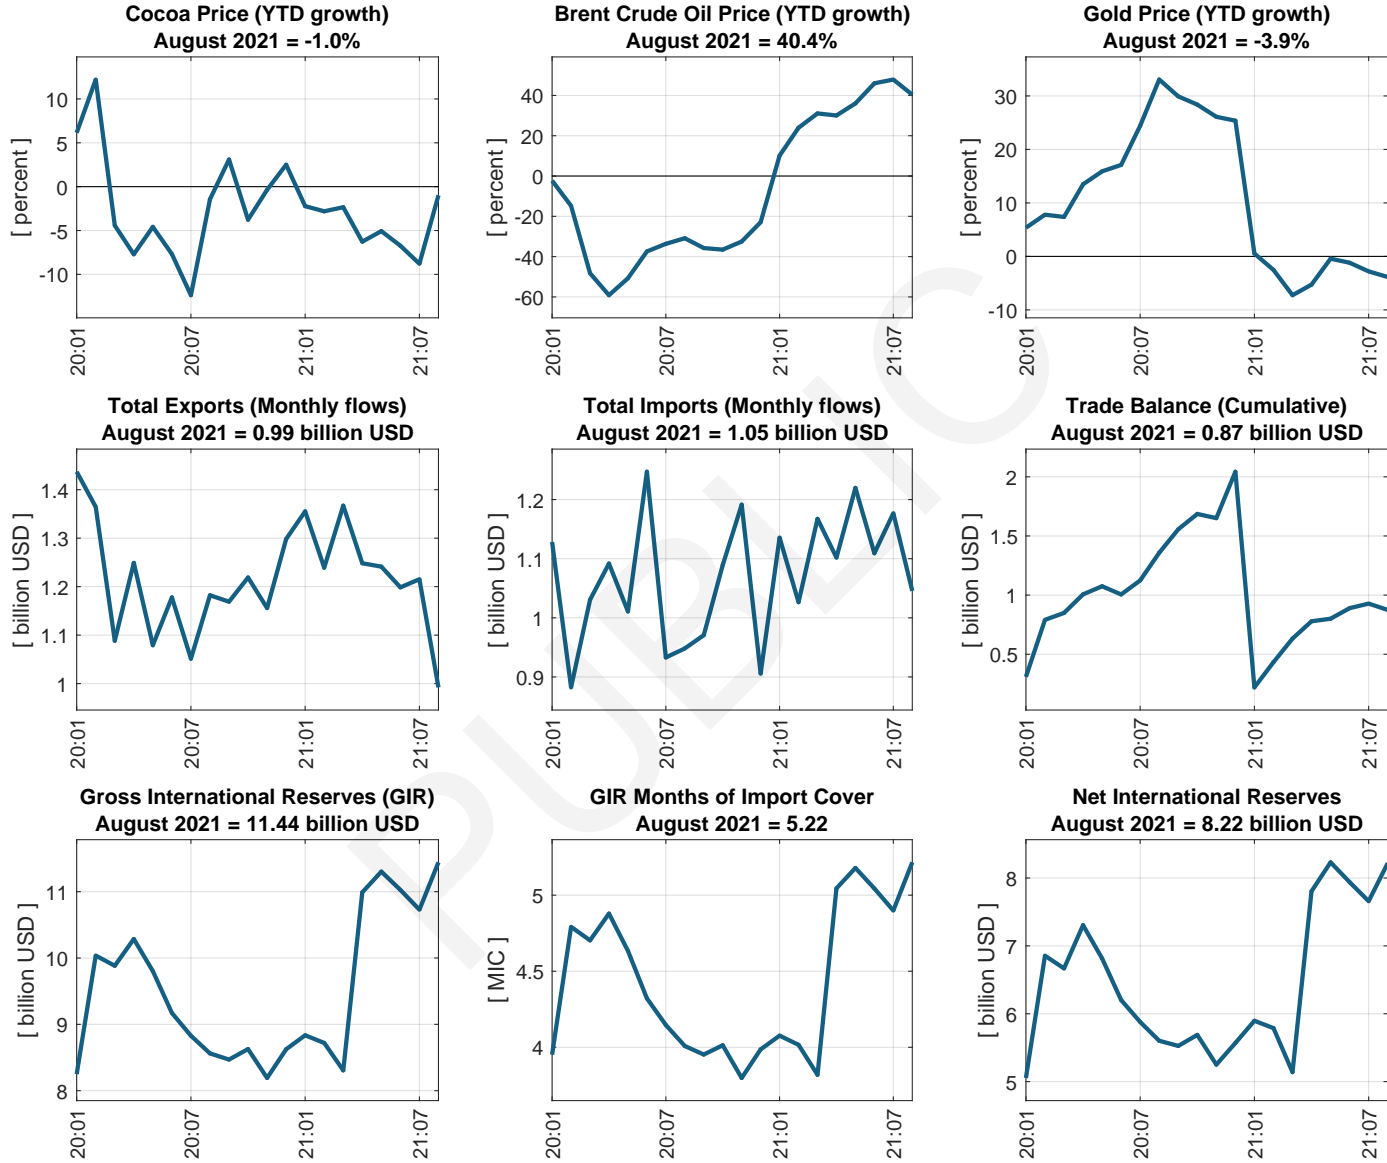 Cocoa Price (YTD growth)
August 2021 = -1.0%
[ percent ]
10
5
0
-5
-10
20:01
20:07
21:01
21:07
Brent Crude Oil Price (YTD growth)
August 2021 = 40.4%
[ percent ]
40
20
0
-20
-40
-60
20:01
20:07
21:01
21:07
Gold Price (YTD growth)
August 2021 = -3.9%
[ percent ]
30
20
10
0
-10
20:01
20:07
21:01
21:07
Total Exports (Monthly flows)
August 2021 = 0.99 billion USD
[ billion USD ]
1.4
1.3
1.2
1.1
1
20:01
20:07
21:01
21:07
Total Imports (Monthly flows)
August 2021 = 1.05 billion USD
[ billion USD ]
1.2
1.1
1
0.9
20:01
20:07
21:01
21:07
Trade Balance (Cumulative)
August 2021 = 0.87 billion USD
[ billion USD ]
2
1.5
1
0.5
20:01
20:07
21:01
21:07
Gross International Reserves (GIR)
August 2021 = 11.44 billion USD
[ billion USD ]
11
10
9
8
20:01
20:07
21:01
21:07
GIR Months of Import Cover
August 2021 = 5.22
[ MIC ]
5
4.5
4
20:01
20:07
21:01
21:07
Net International Reserves
August 2021 = 8.22 billion USD
[ billion USD ]
8
7
6
5
20:01
20:07
21:01
21:07
PUBLIC